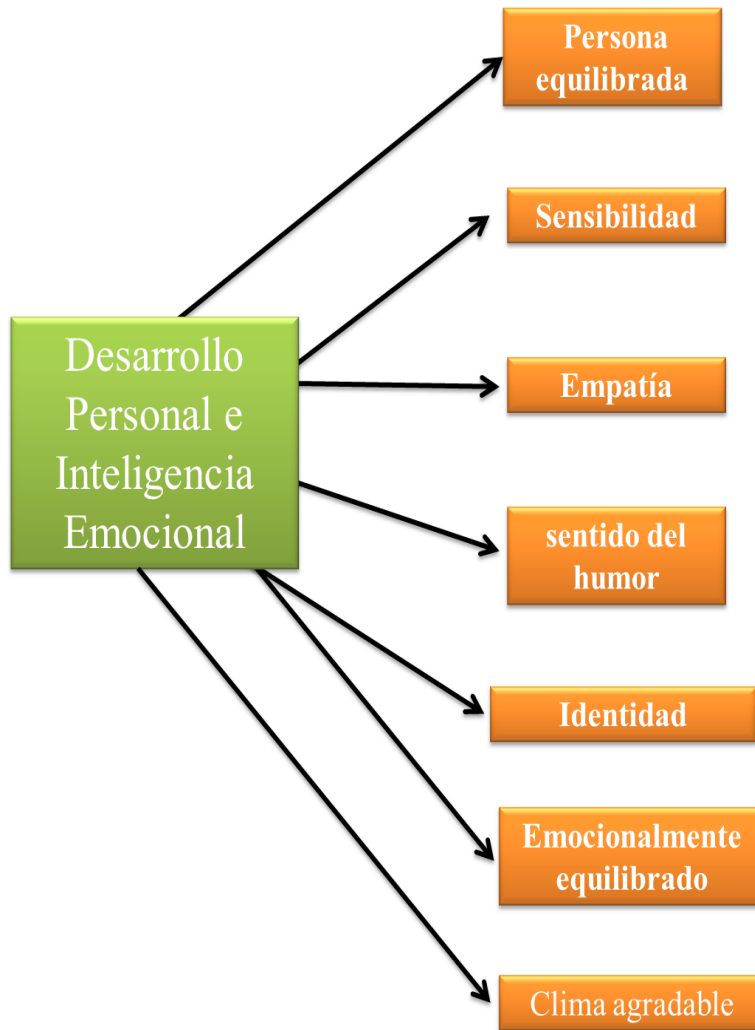 Persona
equilibrada
Sensibilidad
Desarrollo
Personal e
Inteligencia
Emocional
Empatía
sentido del
humor
Identidad
Emocionalmente
equilibrado
Clima agradable